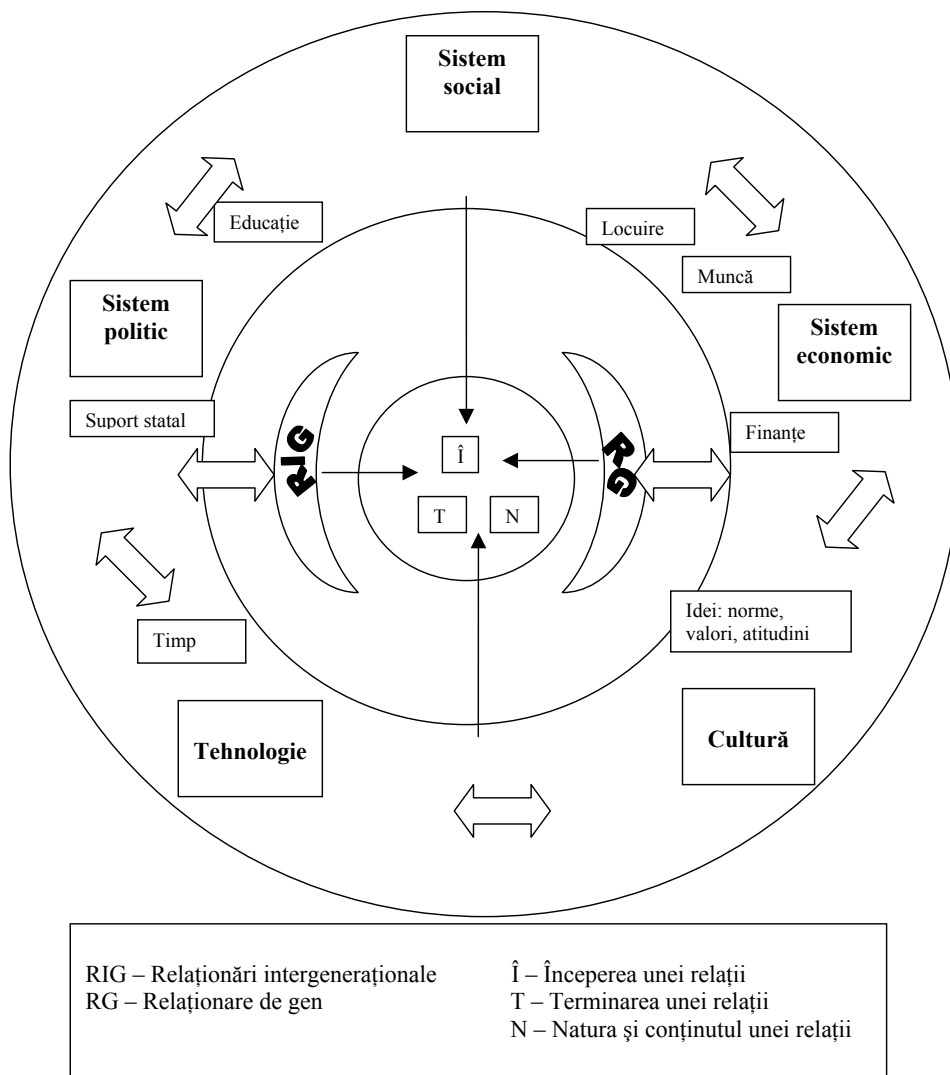 Sistem
social
Educație
Locuire
Muncă
Sistem
politic
Sistem
economic
Suport statal
Finanțe
RIG
RG
Î
T
N
Idei: norme,
valori, atitudini
Timp
Tehnologie
Cultură
RIG – Relaționări intergeneraționale
RG – Relaționare de gen
Î – Începerea unei relații
T – Terminarea unei relații
N – Natura şi conținutul unei relații